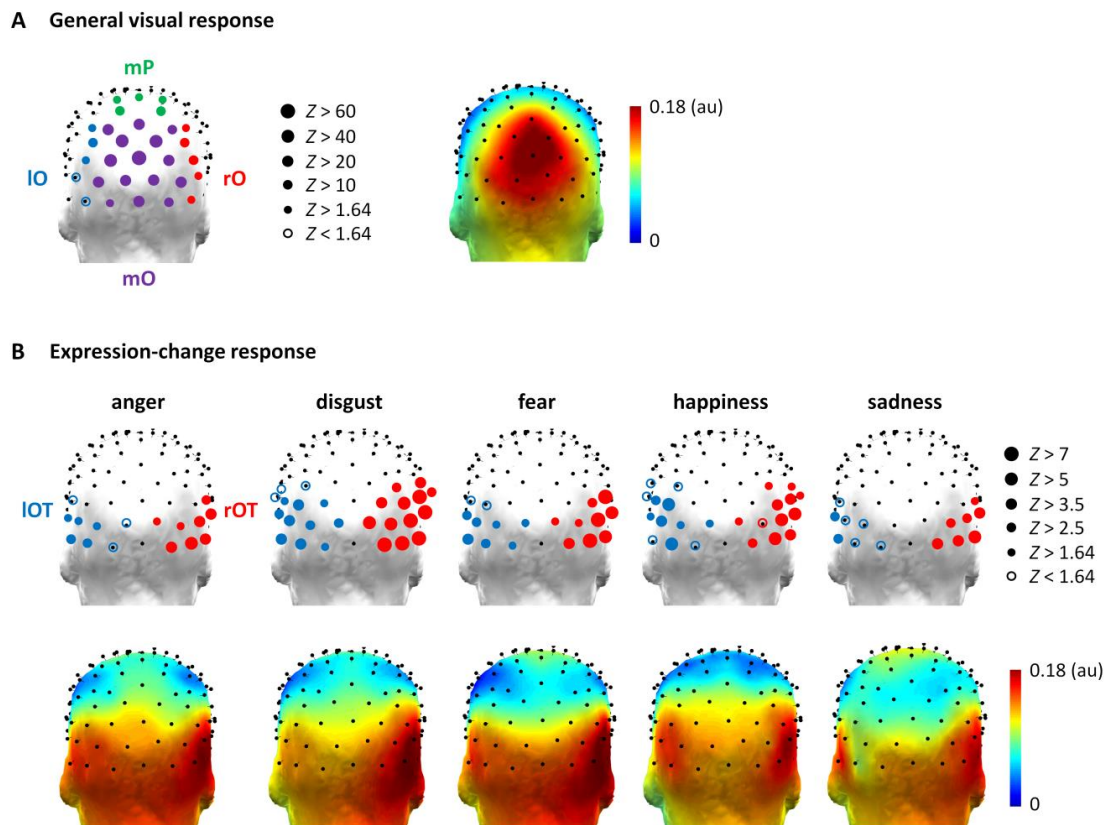 A General visual response
mP
lO
rO
mO
Z > 60
Z > 40
Z > 20
Z > 10
Z > 1.64
Z < 1.64
0.18 (au)
0
B Expression-change response
anger disgust fear happiness sadness
lOT
rOT
Z > 7
Z > 5
Z > 3.5
Z > 2.5
Z > 1.64
Z < 1.64
0.18 (au)
0